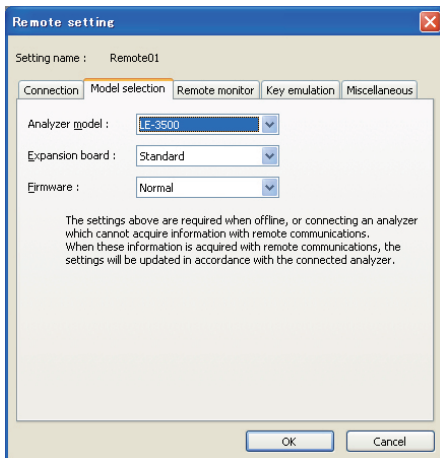 Remote setting
Setting name : Remote01
Connection Model selection Remote monitor Key emulation Miscellaneous
Analyzer model : LE-3500
Expansion board : Standard
Firmware : Normal
The settings above are required when offline, or connecting an analyzer
which cannot acquire information with remote communications.
When these information is acquired with remote communications, the
settings will be updated in accordance with the connected analyzer.
OK Cancel